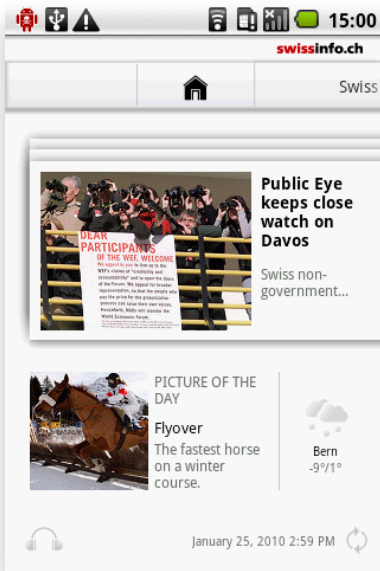 15:00
swissinfo.ch
Swiss
DEAR
PARTICIPANTS
OF THE WEF, WELCOME
Public Eye
keeps close
watch on
Davos
Swiss non-
government...
PICTURE OF THE
DAY
Flyover
The fastest horse
on a winter
course.
Bern
-9°/1°
January 25, 2010 2:59 PM